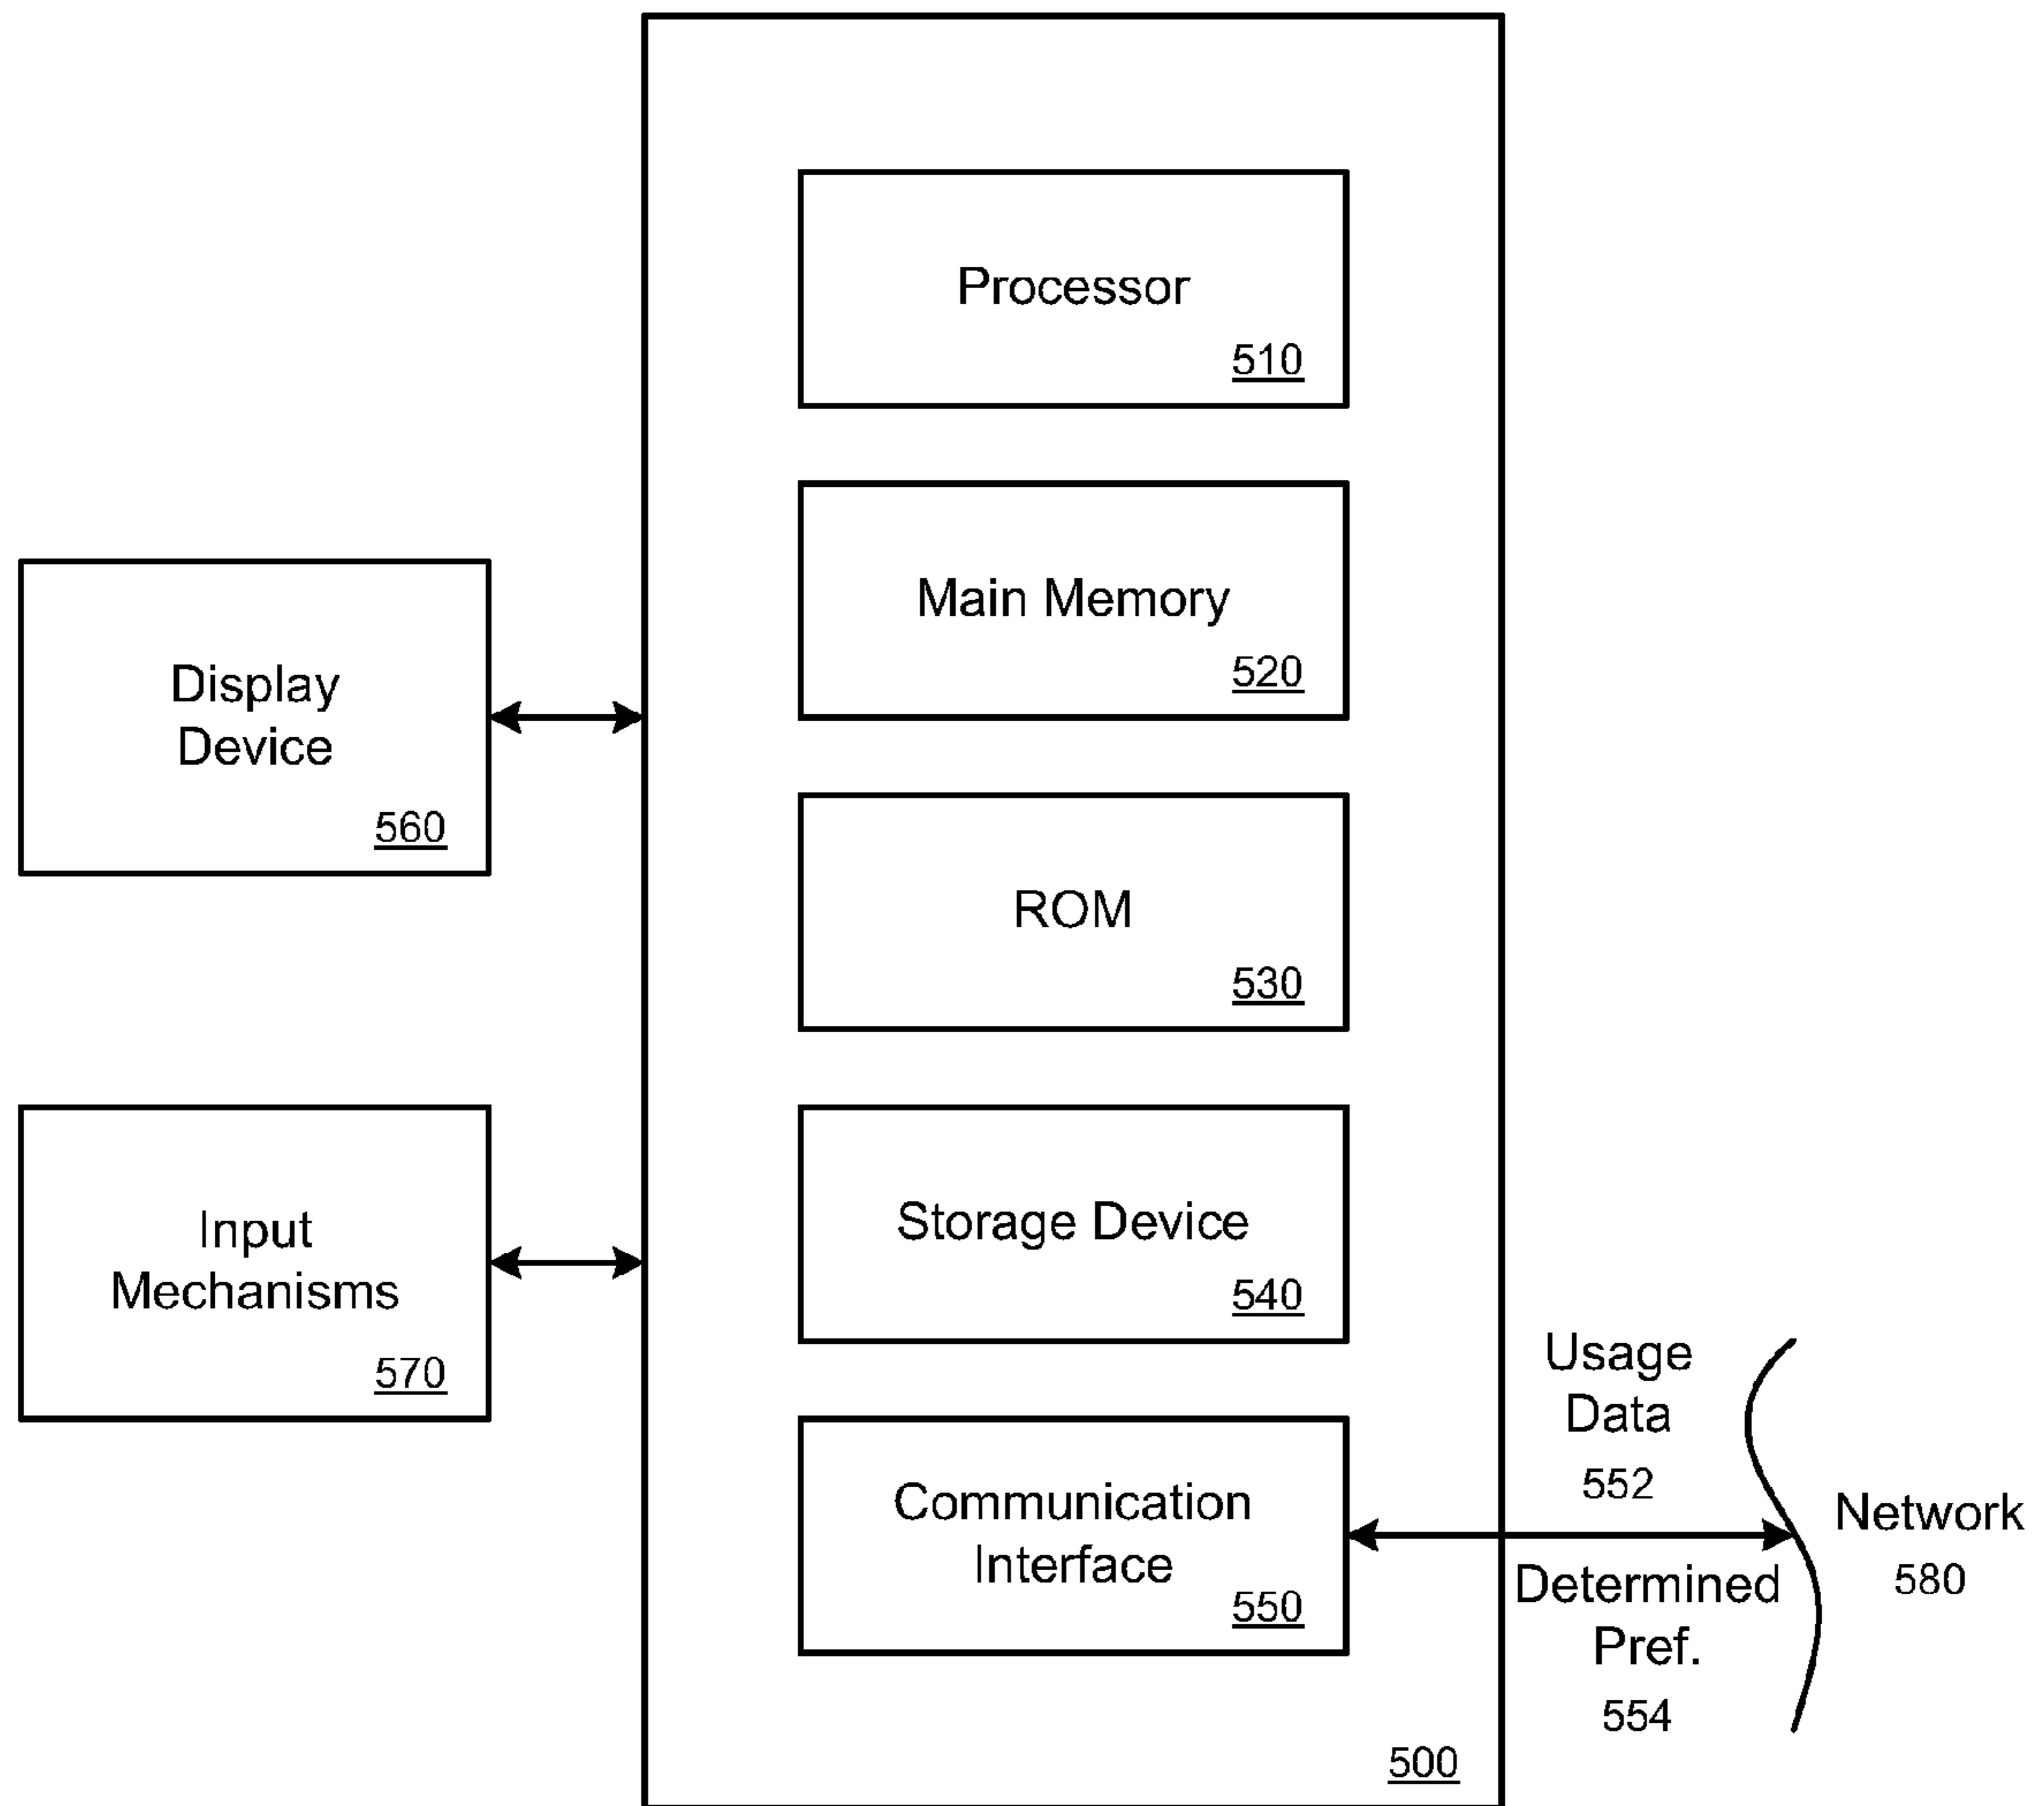 Processor
510
Main Memory
520
Display
Device
560
ROM
530
Input
Mechanisms
570
Storage Device
540
Communication
Interface
550
Usage
Data
552
Determined
Pref.
554
Network
580
500